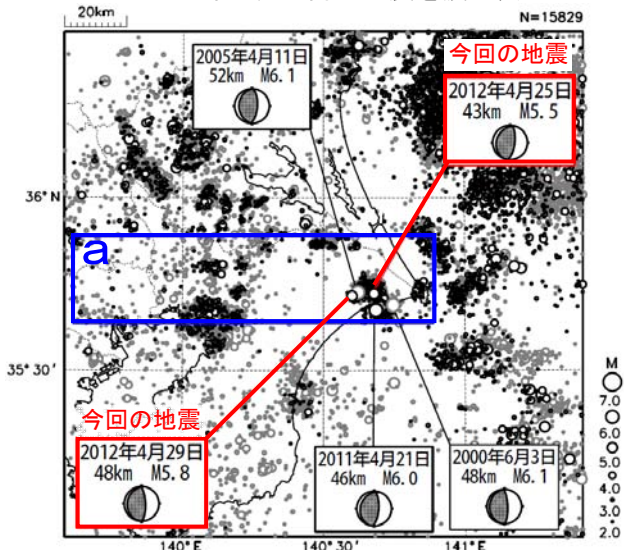 20km
N=15829
2005年4月11日
52km M6.1
今回の地震
2012年4月25日
43km M5.5
36°N
a
35°30'
今回の地震
2012年4月29日
48km M5.8
2011年4月21日
46km M6.0
2000年6月3日
48km M6.1
M
7.0
6.0
5.0
4.0
3.0
2.0
140°E
140°30'
141°E